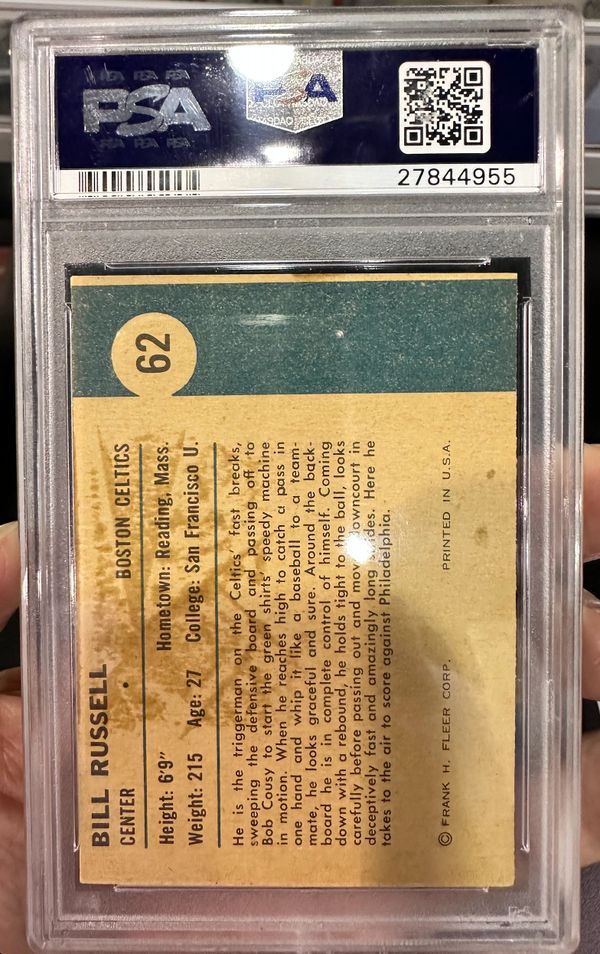 PSA
27844955
62
BILL RUSSELL
CENTER • BOSTON CELTICS
Height: 6'9" Hometown: Reading, Mass.
Weight: 215 Age: 27 College: San Francisco U.
He is the triggerman on the Celtics' fast breaks,
sweeping the defensive board and passing off to
Bob Cousy to start the green shirts' speedy machine
in motion. When he reaches high to catch a pass in
one hand and whip it like a baseball to a team-
mate, he looks graceful and sure. Around the back-
board he is in complete control of himself. Coming
down with a rebound, he holds tight to the ball, looks
carefully before passing out and moves downcourt in
deceptively fast and amazingly long strides. Here he
takes to the air to score against Philadelphia.
© FRANK H. FLEER CORP. PRINTED IN U.S.A.